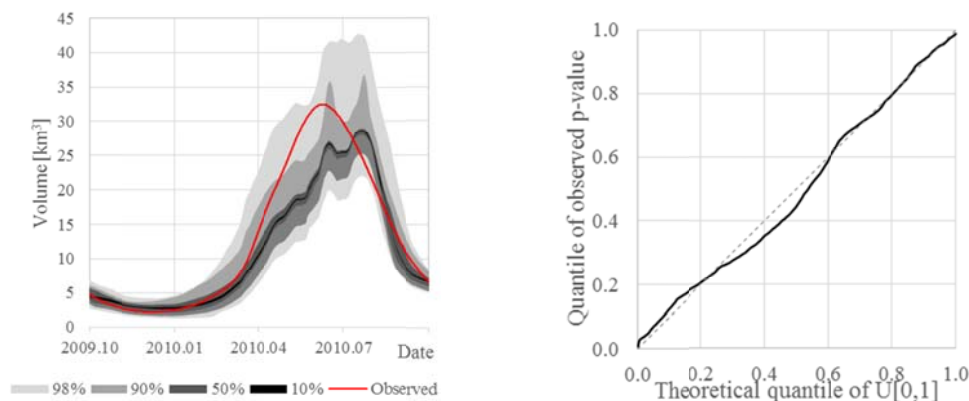 Volume [km³]
45
40
35
30
25
20
15
10
5
0
2009.10 2010.01 2010.04 2010.07 Date
98% 90% 50% 10% Observed
Quantile of observed p-value
1.0
0.8
0.6
0.4
0.2
0.0
0.0 0.2 0.4 0.6 0.8 1.0
Theoretical quantile of U[0,1]